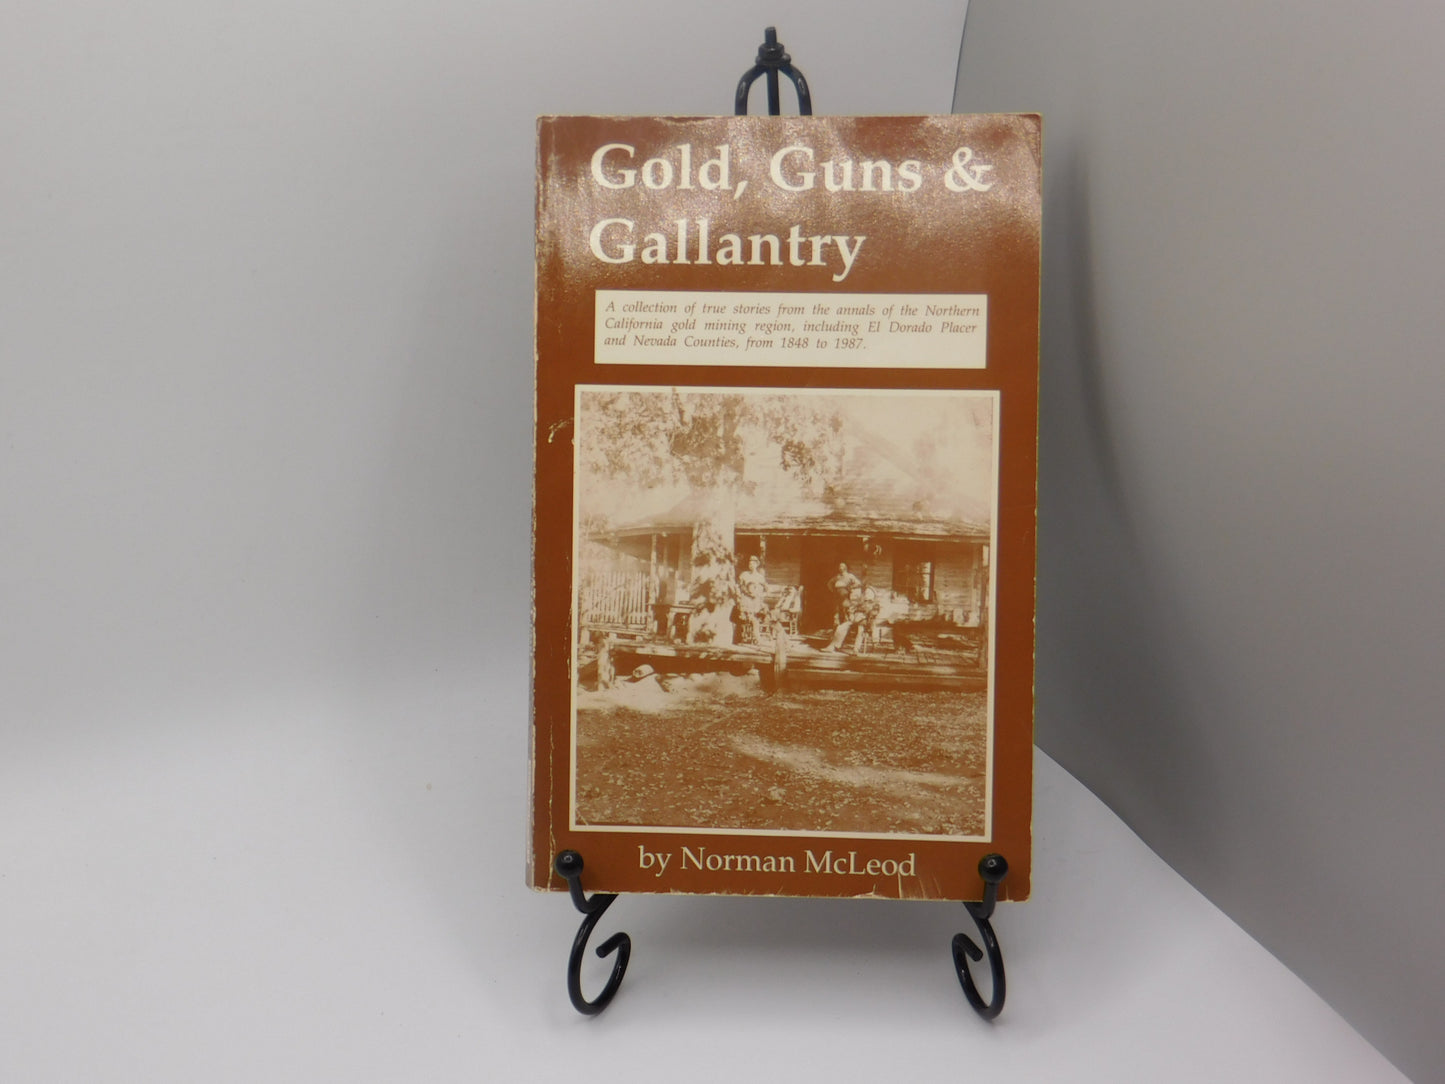 Gold, Guns &
Gallantry
A collection of true stories from the annals of the Northern
California gold mining region, including El Dorado Placer
and Nevada Counties, from 1848 to 1987.
by Norman McLeod